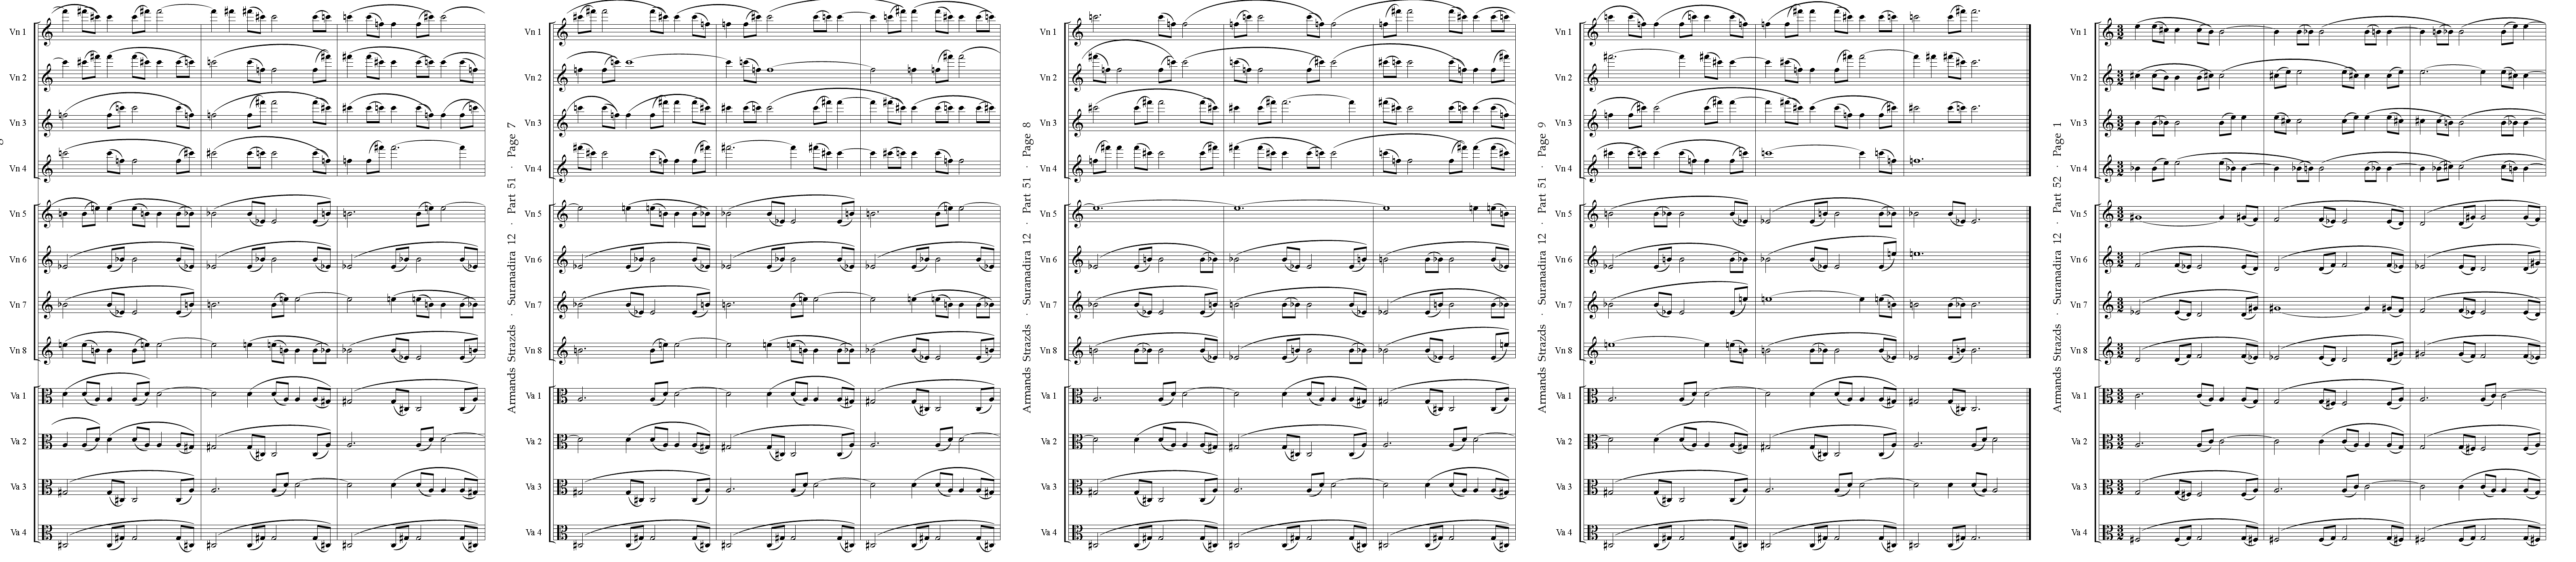 Vn 1
Vn 2
Vn 3
Vn 4
Vn 5
Vn 6
Vn 7
Vn 8
Va 1
Va 2
Va 3
Va 4
Armands Strazds · Suranadira 12 · Part 51 · Page 7
Vn 1
Vn 2
Vn 3
Vn 4
Vn 5
Vn 6
Vn 7
Vn 8
Va 1
Va 2
Va 3
Va 4
Armands Strazds · Suranadira 12 · Part 51 · Page 8
Vn 1
Vn 2
Vn 3
Vn 4
Vn 5
Vn 6
Vn 7
Vn 8
Va 1
Va 2
Va 3
Va 4
Armands Strazds · Suranadira 12 · Part 51 · Page 9
Vn 1
Vn 2
Vn 3
Vn 4
Vn 5
Vn 6
Vn 7
Vn 8
Va 1
Va 2
Va 3
Va 4
Armands Strazds · Suranadira 12 · Part 52 · Page 1
Vn 1
Vn 2
Vn 3
Vn 4
Vn 5
Vn 6
Vn 7
Vn 8
Va 1
Va 2
Va 3
Va 4